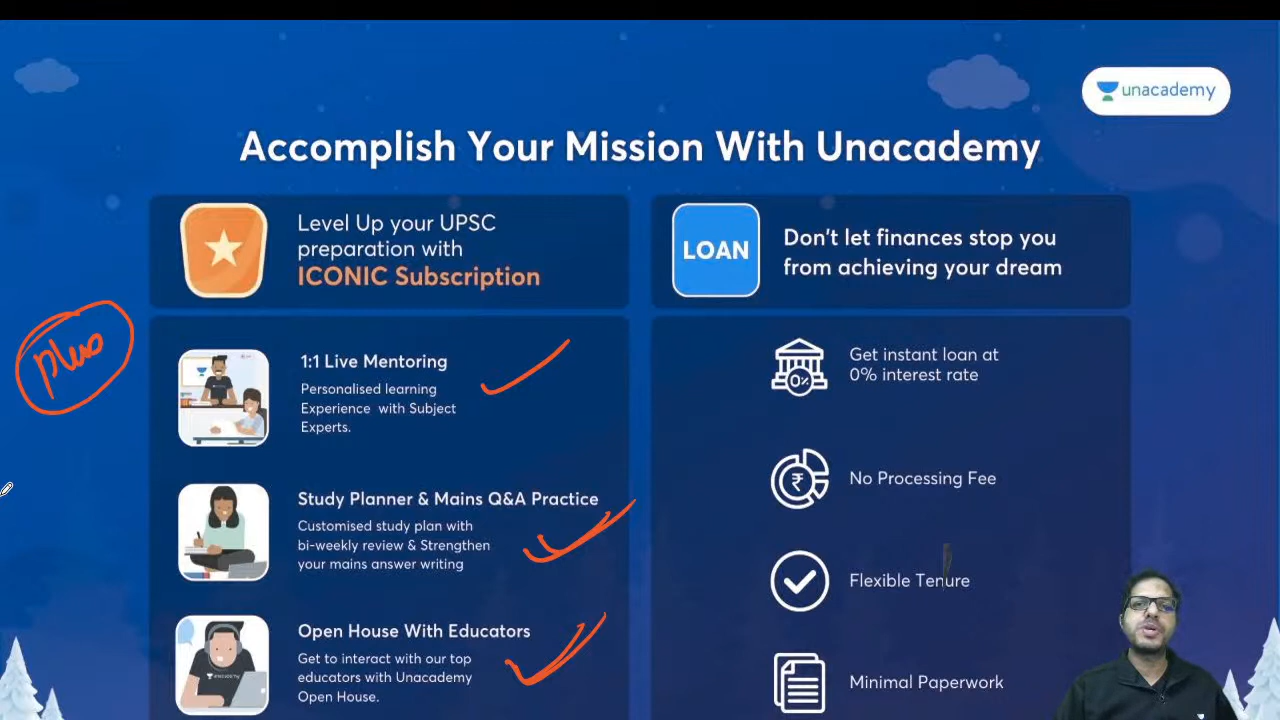 unacademy
Accomplish Your Mission With Unacademy
Level Up your UPSC
preparation with
ICONIC Subscription
LOAN
Don't let finances stop you
from achieving your dream
plus
1:1 Live Mentoring
Personalised learning
Experience with Subject
Experts.
Study Planner & Mains Q&A Practice
Customised study plan with
bi-weekly review & Strengthen
your mains answer writing
Open House With Educators
Get to interact with our top
educators with Unacademy
Open House.
unacademy
0%
Get instant loan at
0% interest rate
₹
No Processing Fee
Flexible Tenure
Minimal Paperwork